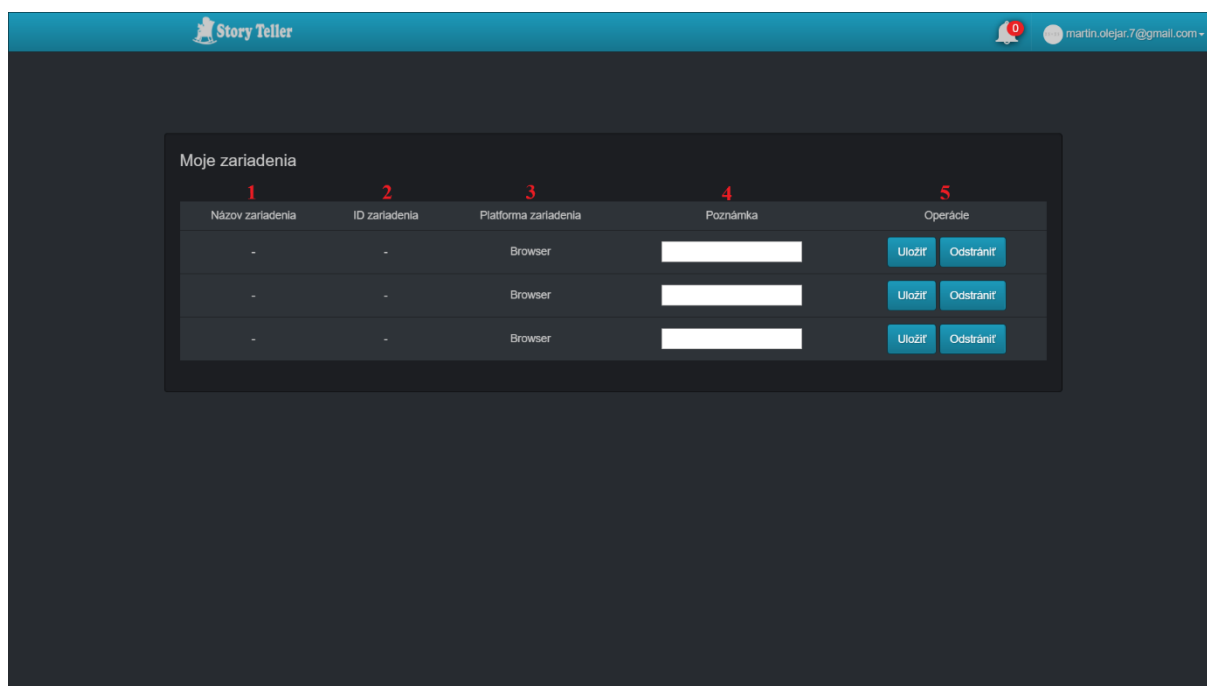 Story Teller
0
martin.olejar.7@gmail.com
Moje zariadenia
1 2 3 4 5
Názov zariadenia ID zariadenia Platforma zariadenia Poznámka Operácie
- - Browser Uložiť Odstrániť
- - Browser Uložiť Odstrániť
- - Browser Uložiť Odstrániť